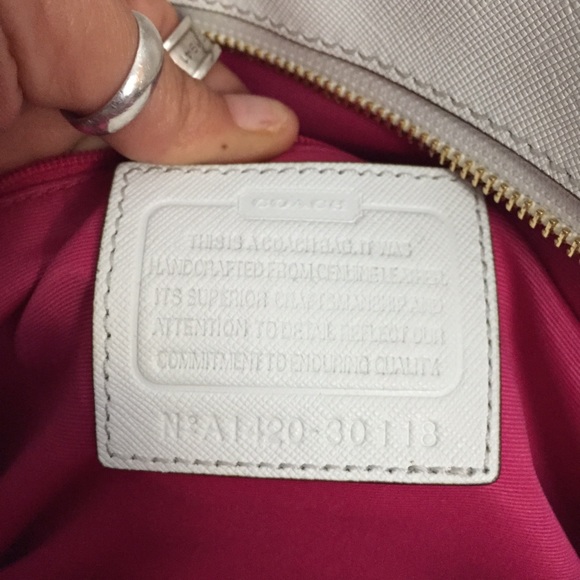 COACH
THIS IS A COACH BAG. IT WAS
HANDCRAFTED FROM GENUINE LEATHER.
ITS SUPERIOR CRAFTSMANSHIP AND
ATTENTION TO DETAIL REFLECT OUR
COMMITMENT TO ENDURING QUALITY.
Nº A1420-30118